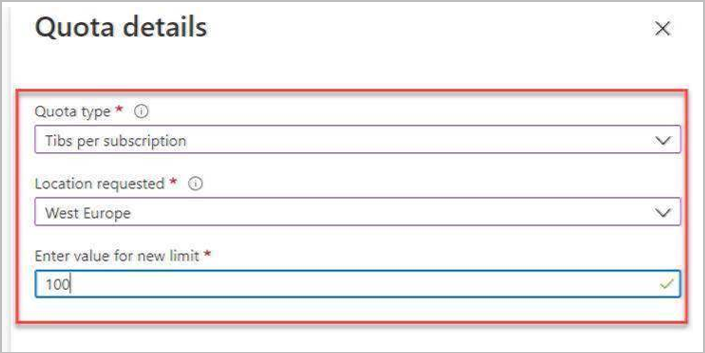 Quota details
Quota type *
Tibs per subscription
Location requested *
West Europe
Enter value for new limit *
100